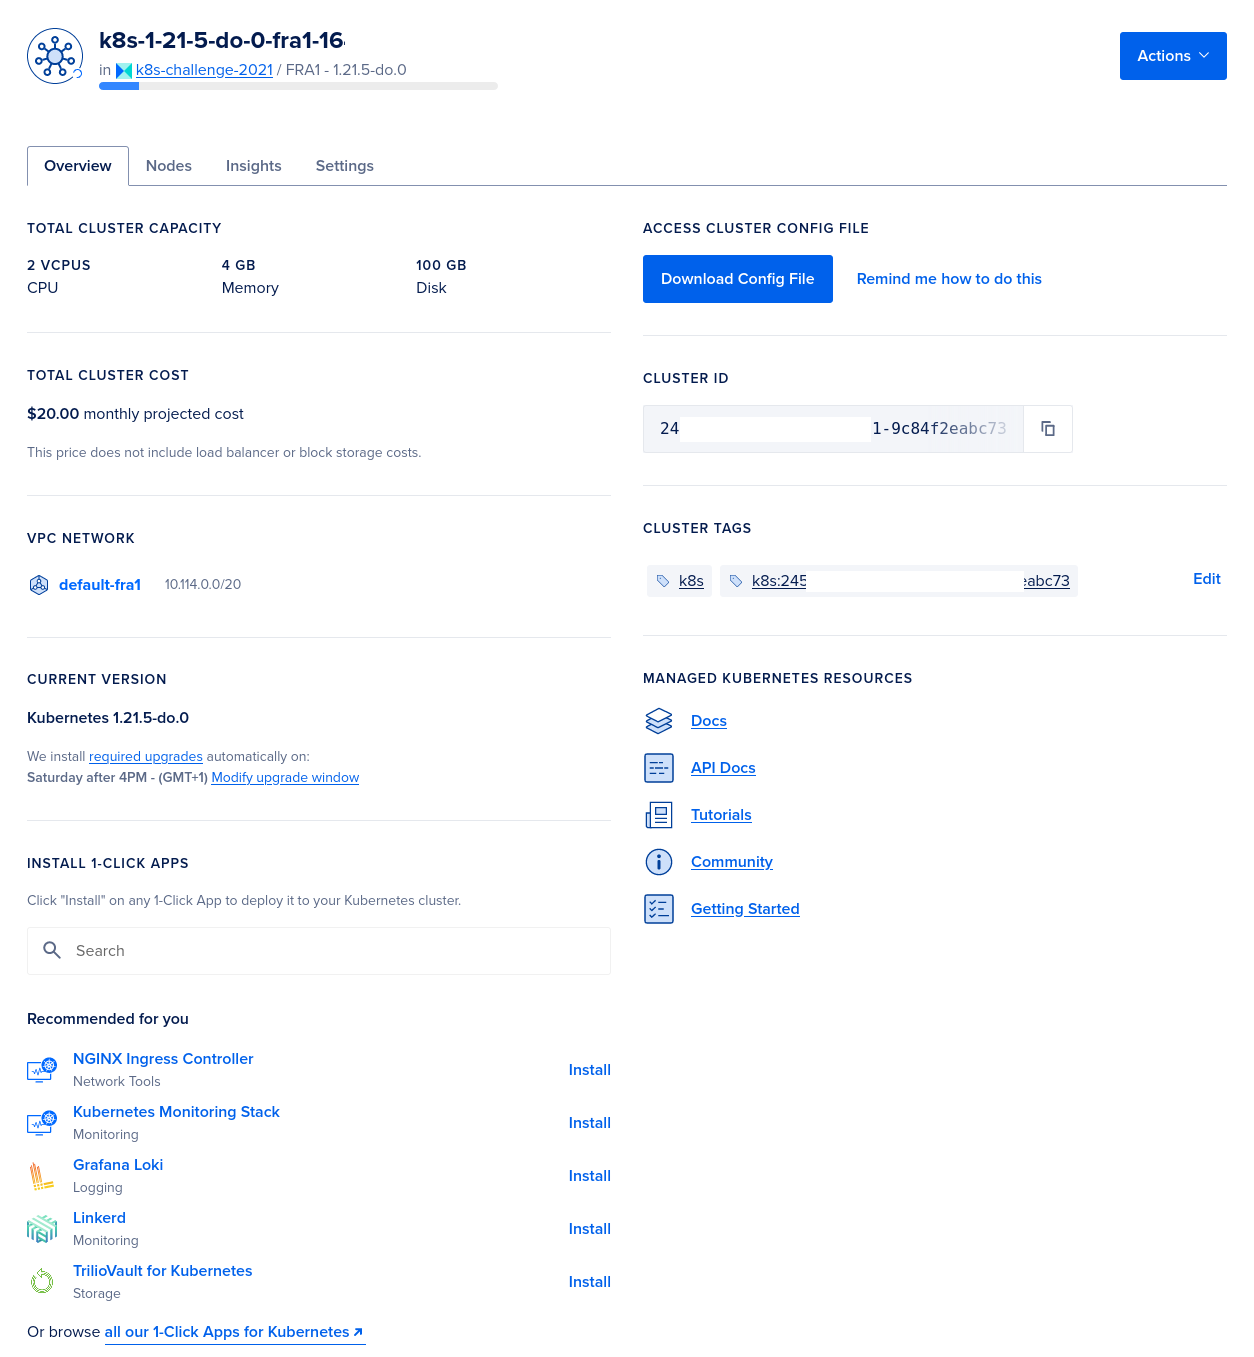 k8s-1-21-5-do-0-fra1-16
in k8s-challenge-2021 / FRA1 - 1.21.5-do.0
Actions
Overview Nodes Insights Settings
TOTAL CLUSTER CAPACITY
2 VCPUS 4 GB 100 GB
CPU Memory Disk
TOTAL CLUSTER COST
$20.00 monthly projected cost
This price does not include load balancer or block storage costs.
VPC NETWORK
default-fra1 10.114.0.0/20
CURRENT VERSION
Kubernetes 1.21.5-do.0
We install required upgrades automatically on:
Saturday after 4PM - (GMT+1) Modify upgrade window
INSTALL 1-CLICK APPS
Click "Install" on any 1-Click App to deploy it to your Kubernetes cluster.
Search
Recommended for you
NGINX Ingress Controller
Network Tools
Install
Kubernetes Monitoring Stack
Monitoring
Install
Grafana Loki
Logging
Install
Linkerd
Monitoring
Install
TrilioVault for Kubernetes
Storage
Install
Or browse all our 1-Click Apps for Kubernetes
ACCESS CLUSTER CONFIG FILE
Download Config File Remind me how to do this
CLUSTER ID
24 1-9c84f2eabc73
CLUSTER TAGS
k8s k8s:245 eabc73 Edit
MANAGED KUBERNETES RESOURCES
Docs
API Docs
Tutorials
Community
Getting Started